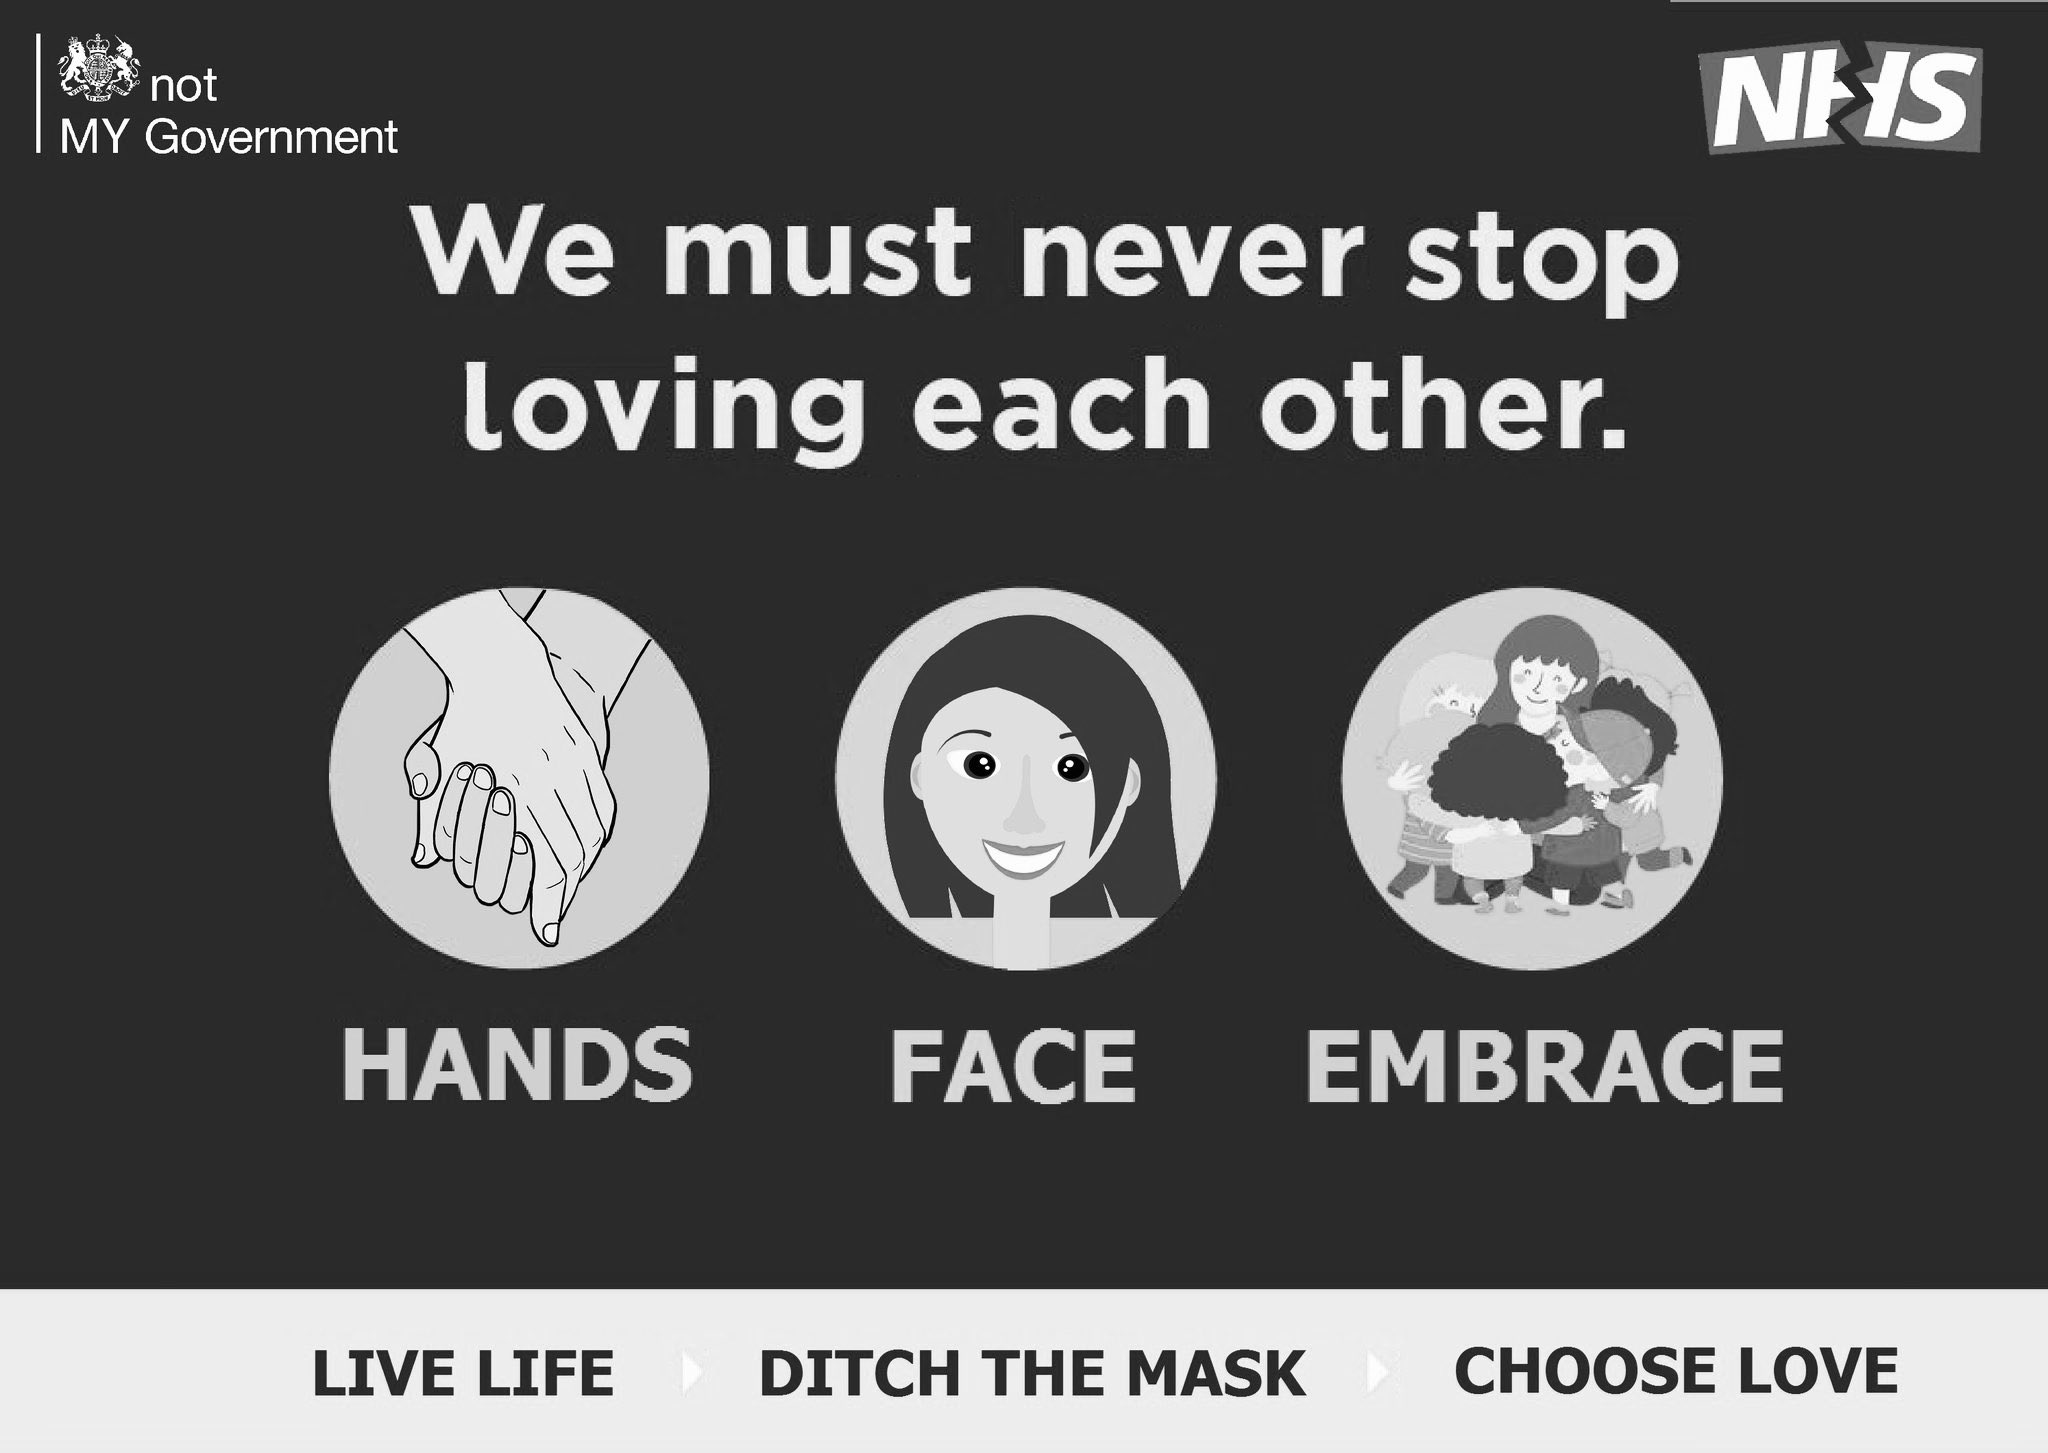 not
MY Government
NHS
We must never stop
loving each other.
HANDS
FACE
EMBRACE
LIVE LIFE
DITCH THE MASK
CHOOSE LOVE